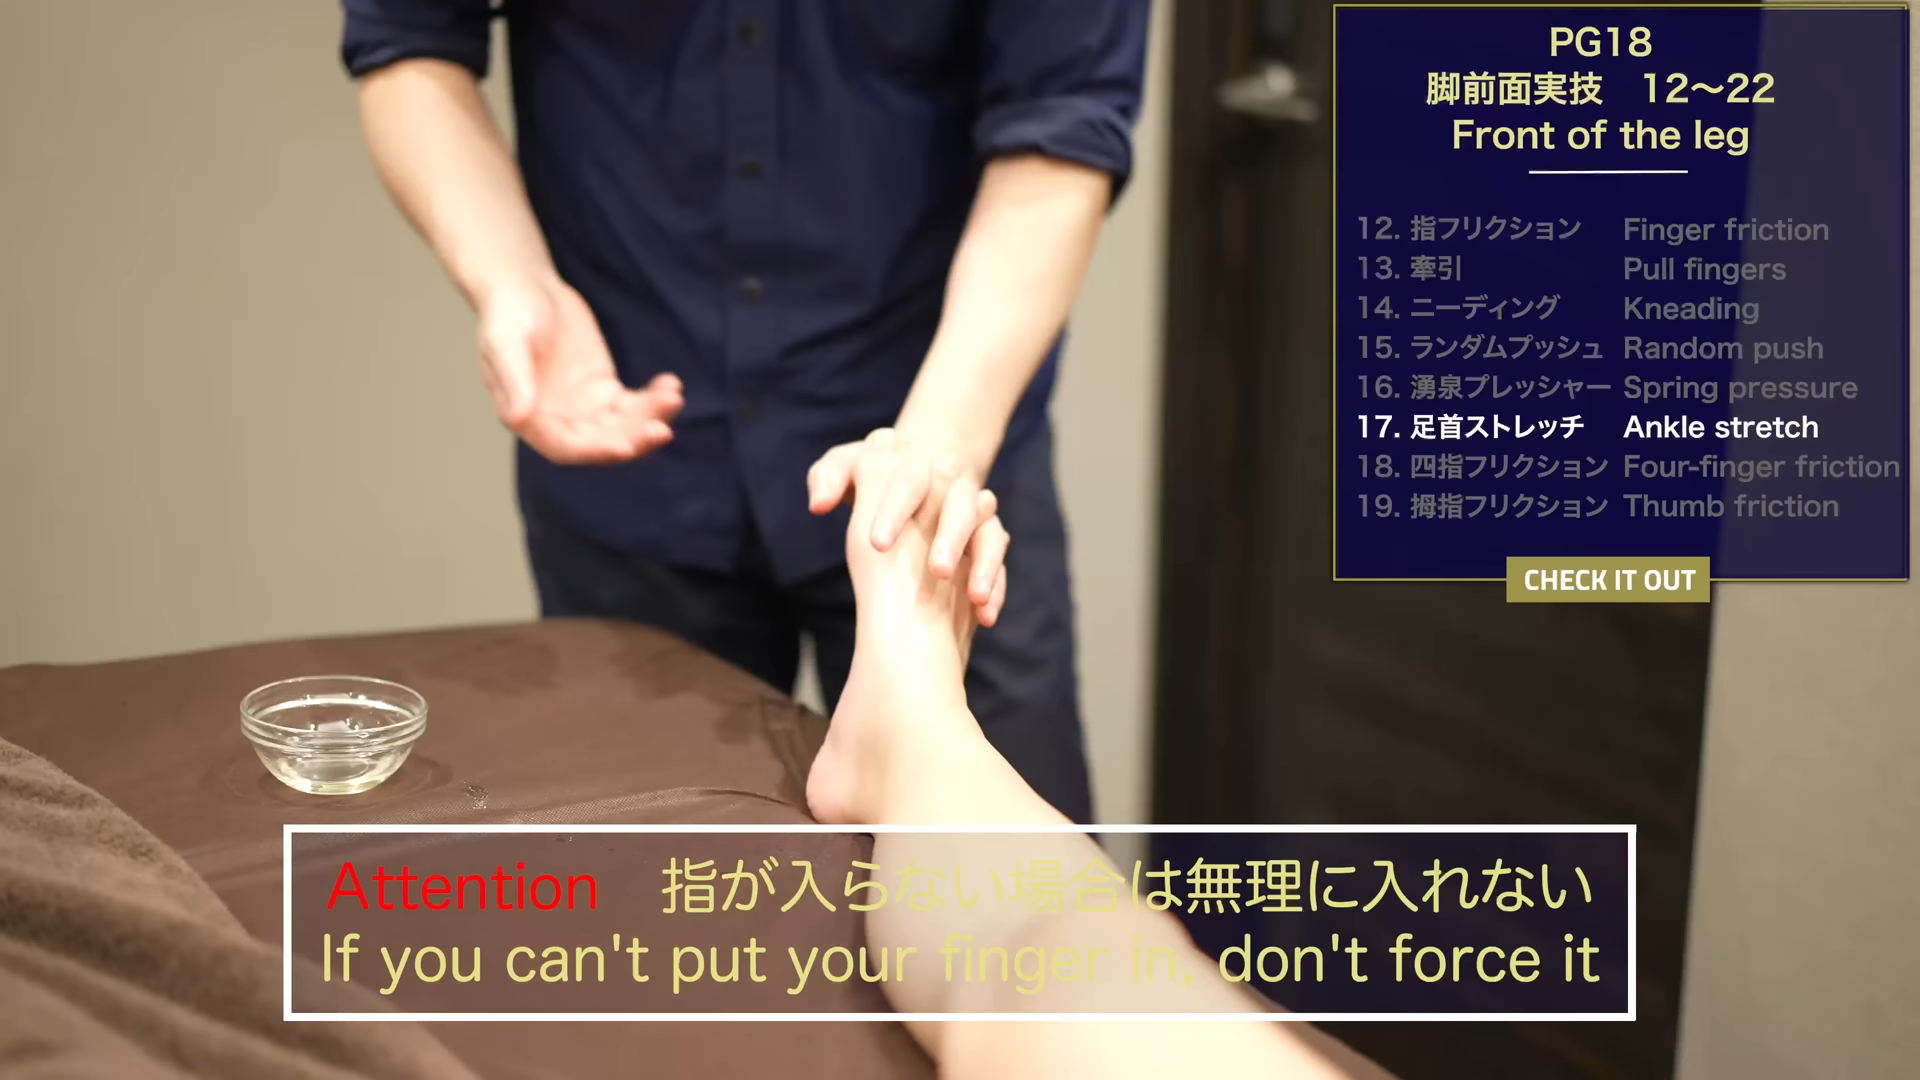 PG18
脚前面実技 12〜22
Front of the leg
12. 指フリクション Finger friction
13. 牽引 Pull fingers
14. ニーディング Kneading
15. ランダムプッシュ Random push
16. 湧泉プレッシャー Spring pressure
17. 足首ストレッチ Ankle stretch
18. 四指フリクション Four-finger friction
19. 拇指フリクション Thumb friction
CHECK IT OUT
Attention 指が入らない場合は無理に入れない
If you can't put your finger in, don't force it